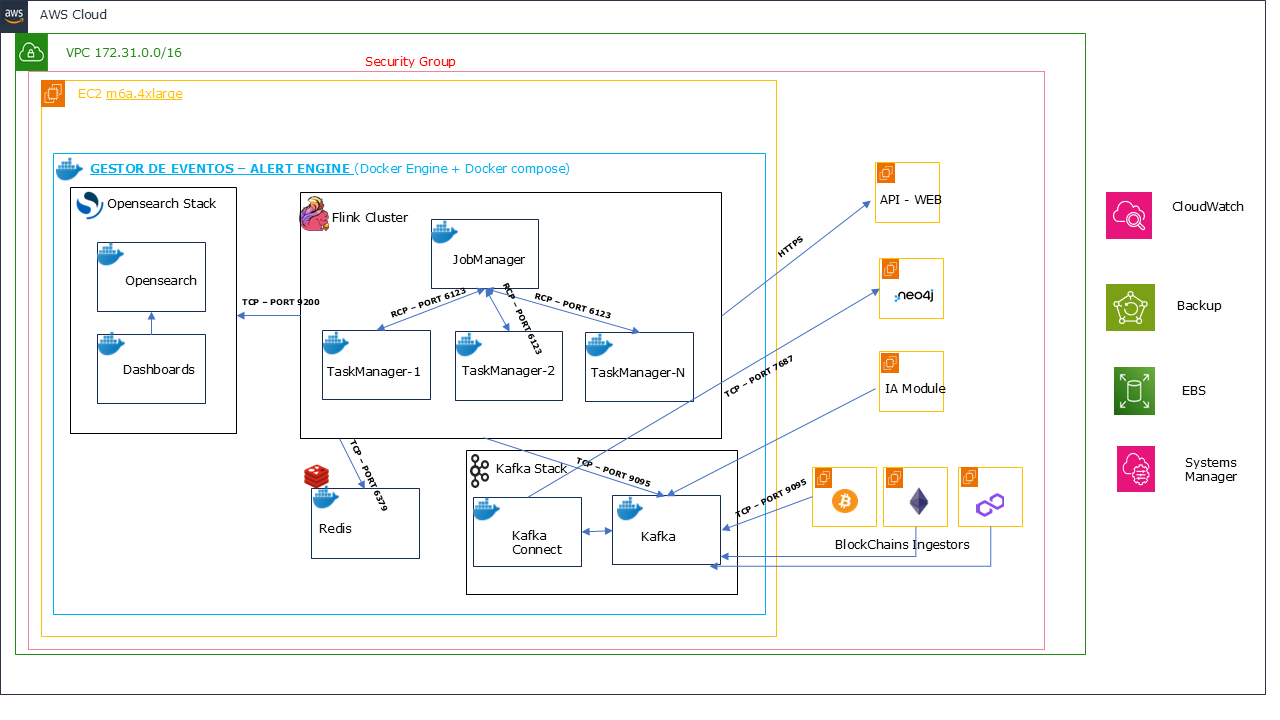 aws
AWS Cloud
VPC 172.31.0.0/16
Security Group
EC2 m6a.4xlarge
GESTOR DE EVENTOS – ALERT ENGINE (Docker Engine + Docker compose)
Opensearch Stack
Opensearch
Dashboards
TCP – PORT 9200
Flink Cluster
JobManager
RCP – PORT 6123
RCP – PORT 6123
RCP – PORT 6123
TaskManager-1
TaskManager-2
TaskManager-N
HTTPS
API - WEB
neo4j
TCP – PORT 7687
IA Module
TCP – PORT 6379
Redis
Kafka Stack
TCP – PORT 9095
Kafka
Connect
Kafka
TCP – PORT 9095
BlockChains Ingestors
CloudWatch
Backup
EBS
Systems
Manager